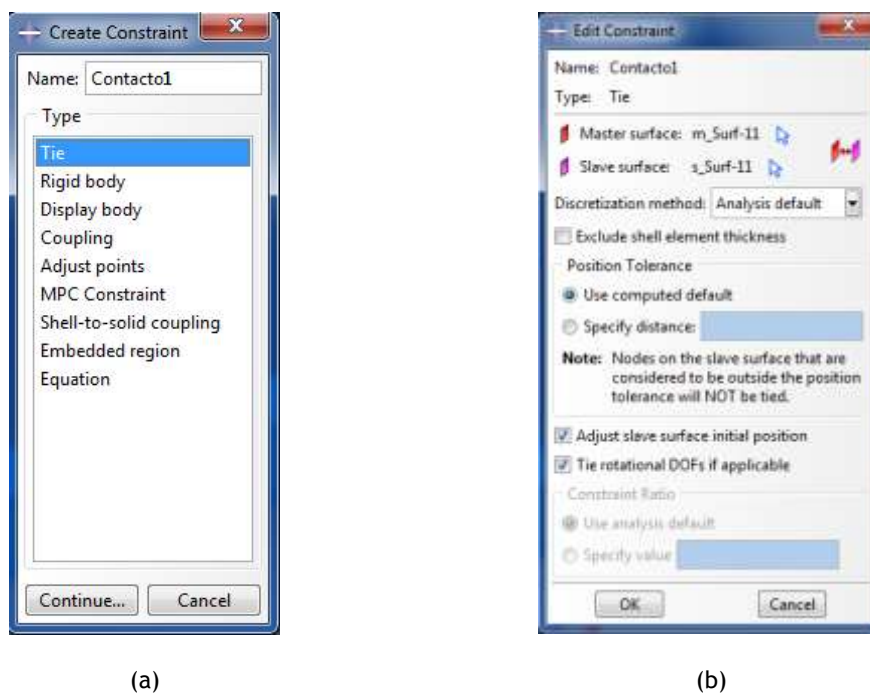 Create Constraint
Name: Contacto1
Type
Tie
Rigid body
Display body
Coupling
Adjust points
MPC Constraint
Shell-to-solid coupling
Embedded region
Equation
Continue... Cancel
(a)
Edit Constraint
Name: Contacto1
Type: Tie
Master surface: m_Surf-11
Slave surface: s_Surf-11
Discretization method: Analysis default
Exclude shell element thickness
Position Tolerance
Use computed default
Specify distance:
Note: Nodes on the slave surface that are
considered to be outside the position
tolerance will NOT be tied.
Adjust slave surface initial position
Tie rotational DOFs if applicable
Constraint Ratio
Use analysis default
Specify value
OK Cancel
(b)